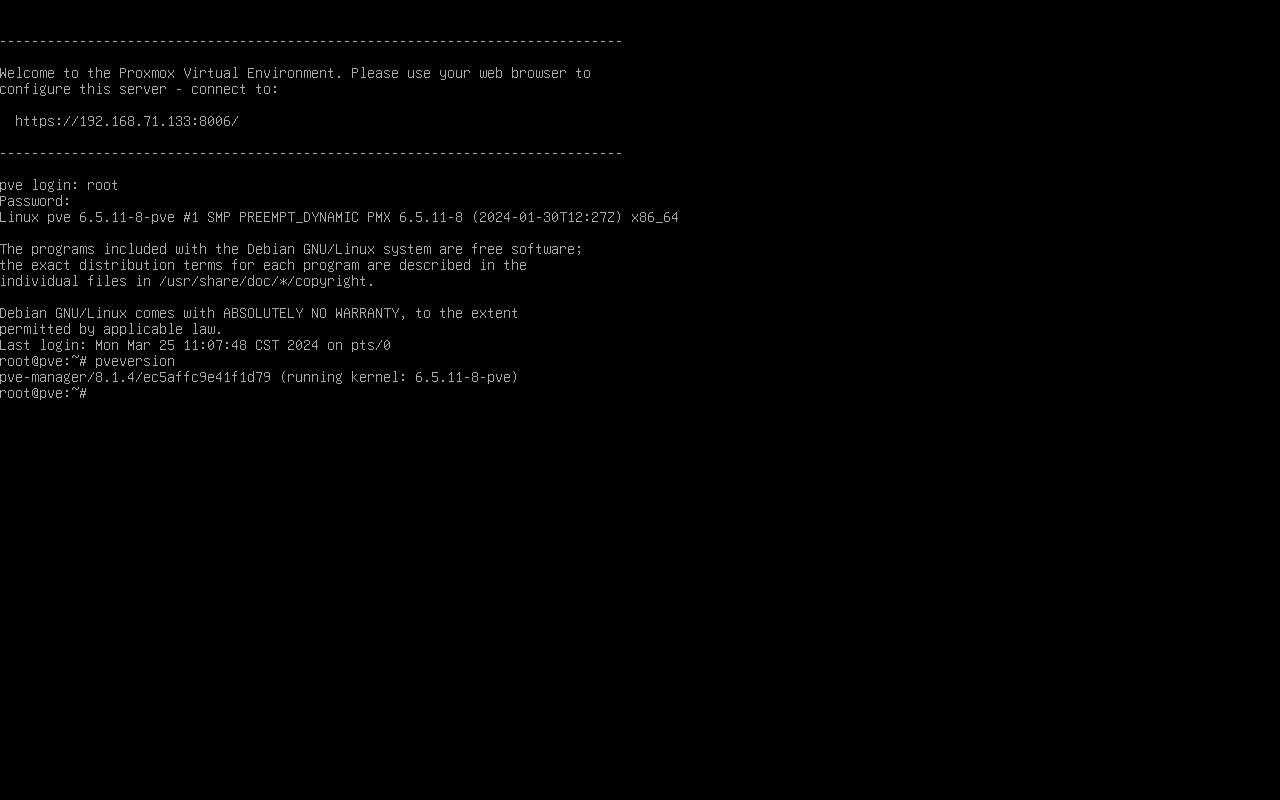 -------------------------------------------------------------------------------
Welcome to the Proxmox Virtual Environment. Please use your web browser to
configure this server - connect to:
https://192.168.71.133:8006/
-------------------------------------------------------------------------------
pve login: root
Password:
Linux pve 6.5.11-8-pve #1 SMP PREEMPT_DYNAMIC PMX 6.5.11-8 (2024-01-30T12:27Z) x86_64
The programs included with the Debian GNU/Linux system are free software;
the exact distribution terms for each program are described in the
individual files in /usr/share/doc/*/copyright.
Debian GNU/Linux comes with ABSOLUTELY NO WARRANTY, to the extent
permitted by applicable law.
Last login: Mon Mar 25 11:07:48 CST 2024 on pts/0
root@pve:~# pveversion
pve-manager/8.1.4/ec5affc9e41f1d79 (running kernel: 6.5.11-8-pve)
root@pve:~#